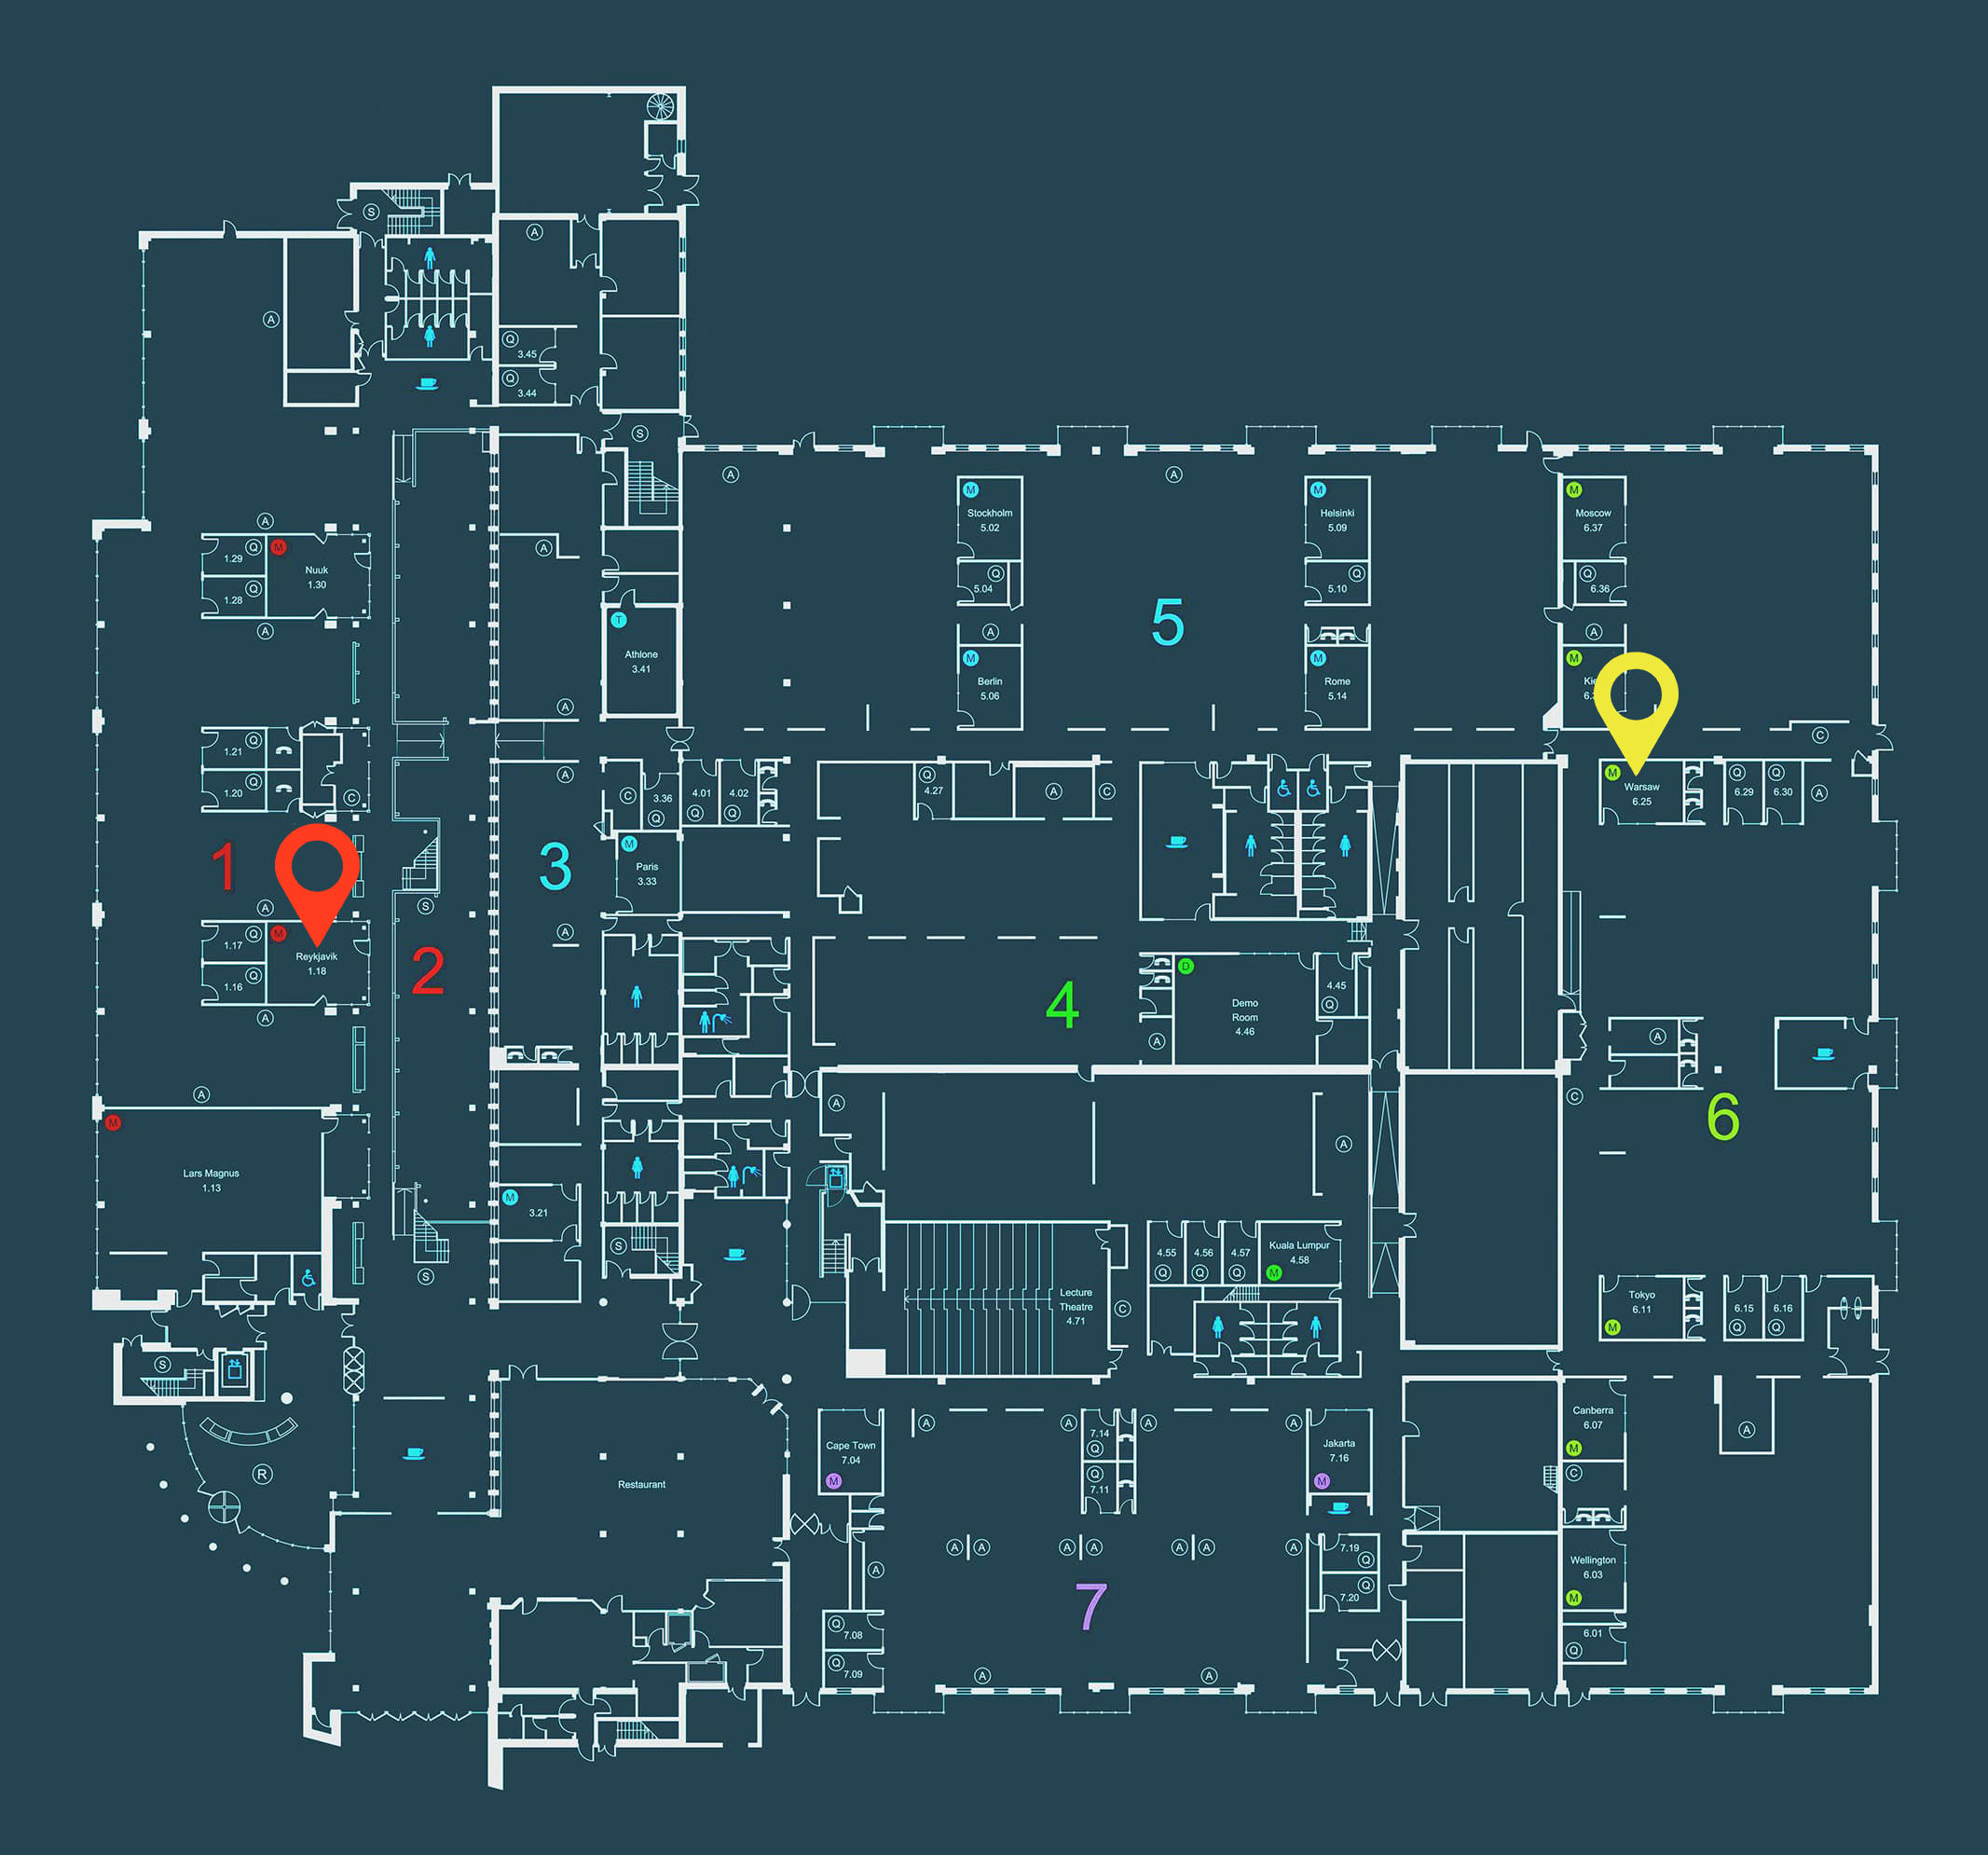 S
A
A
Q
3.45
Q
3.44
S
A
A
M
Stockholm
5.02
Q
5.04
A
M
Berlin
5.06
M
Helsinki
5.09
Q
5.10
M
Rome
5.14
5
M
Moscow
6.37
Q
6.36
A
M
C
A
Q
1.29
Q
1.28
M
Nuuk
1.30
A
A
T
Athlone
3.41
A
Q
1.21
Q
1.20
C
1
A
Q
1.17
Q
1.16
M
Reykjavik
1.18
A
A
2
S
A
3
A
C
3.36
Q
4.01
Q
4.02
Q
M
Paris
3.33
Q
4.27
A
C
4
A
D
Demo
Room
4.46
4.45
Q
M
Warsaw
6.25
Q
6.29
Q
6.30
A
A
C
6
M
Lars Magnus
1.13
S
M
3.21
S
A
A
4.55
Q
4.56
Q
4.57
Q
Kuala Lumpur
4.58
M
Lecture
Theatre
4.71
C
Tokyo
6.11
M
6.15
Q
6.16
Q
S
R
Restaurant
Cape Town
7.04
M
A
A
7.14
Q
Q
7.11
A
A
Jakarta
7.16
M
A
A
A
A
A
A
A
A
7.19
Q
Q
7.20
7
Q
7.08
Q
7.09
A
A
Canberra
6.07
M
C
A
Wellington
6.03
M
6.01
Q